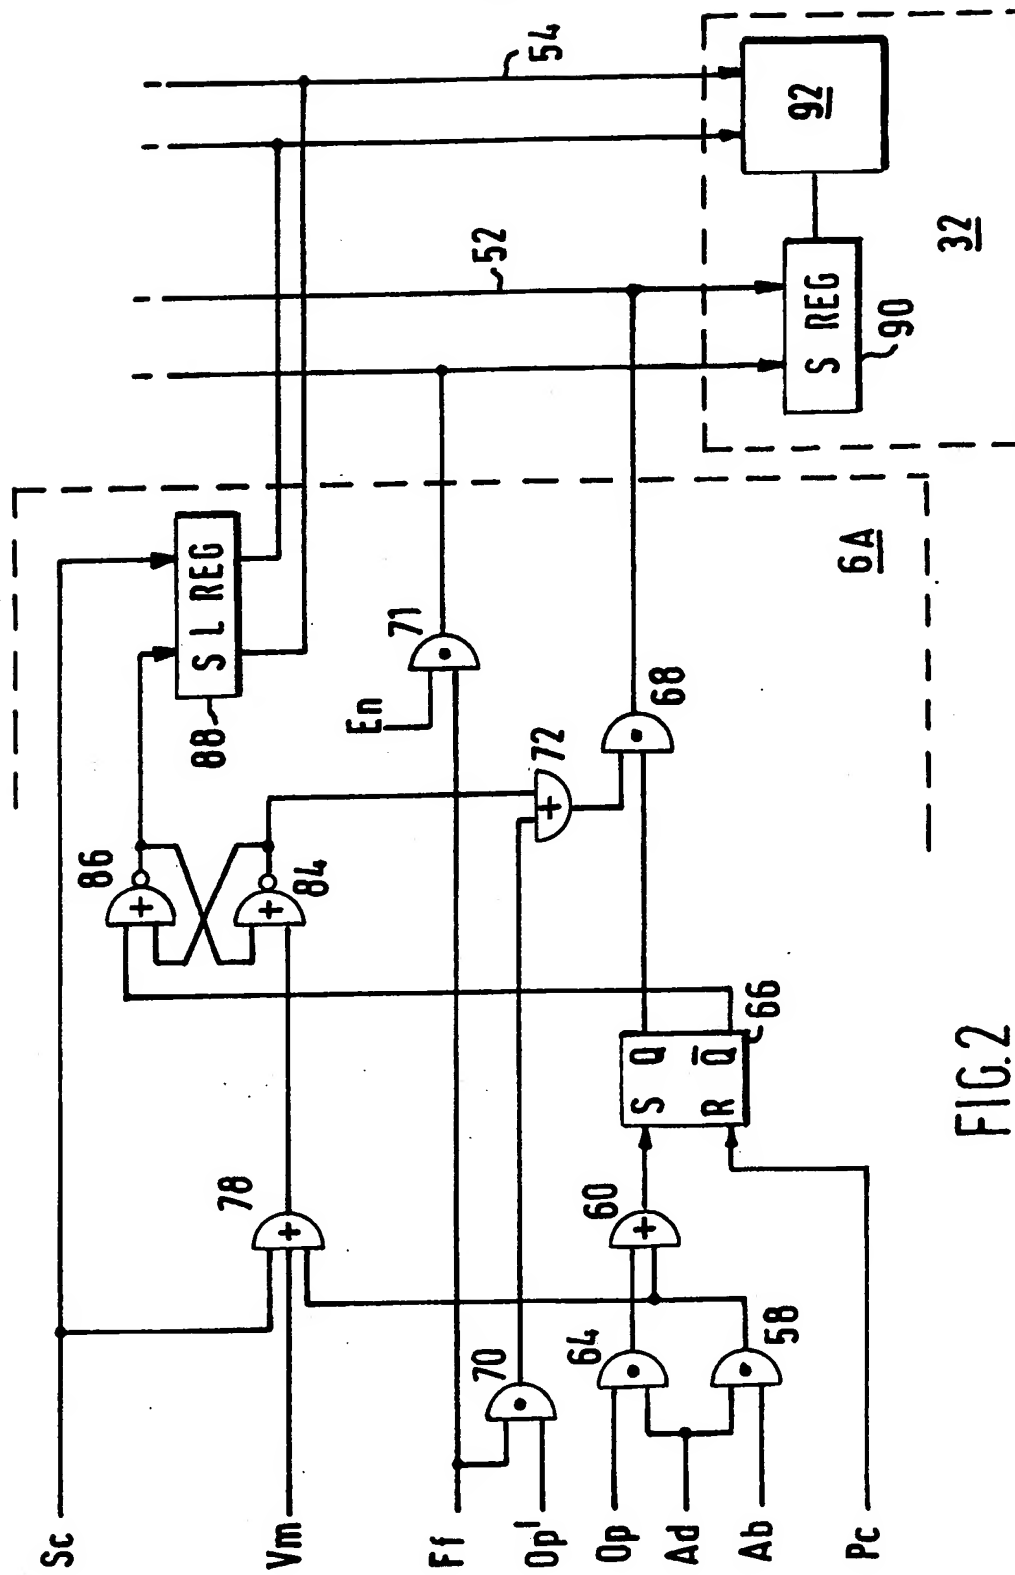 Sc
Vm
Ff
Op'
Op
Ad
Ab
Pc
78
70
64
58
60
+
+
S Q
R Q̅
66
86
84
+
+
72
+
68
71
En
88
S L REG
6A
52
54
S REG
90
92
32
FIG.2